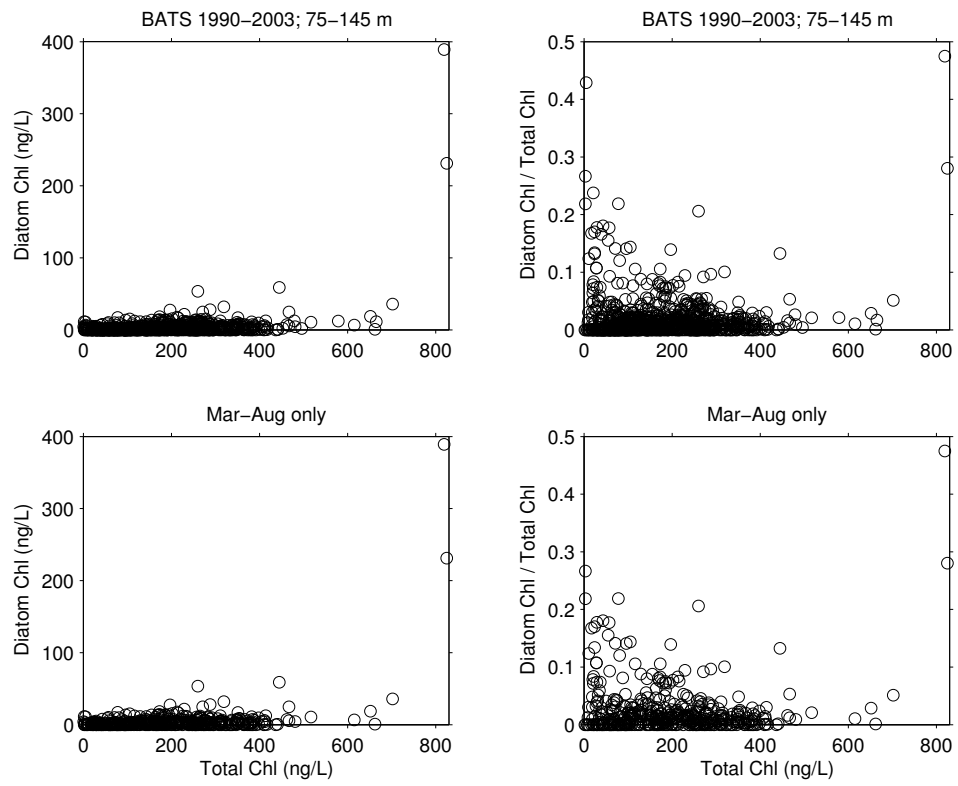 BATS 1990−2003; 75−145 m
400
300
200
100
0
0 200 400 600 800
Diatom Chl (ng/L)
BATS 1990−2003; 75−145 m
0.5
0.4
0.3
0.2
0.1
0
0 200 400 600 800
Diatom Chl / Total Chl
Mar−Aug only
400
300
200
100
0
0 200 400 600 800
Diatom Chl (ng/L)
Total Chl (ng/L)
Mar−Aug only
0.5
0.4
0.3
0.2
0.1
0
0 200 400 600 800
Diatom Chl / Total Chl
Total Chl (ng/L)